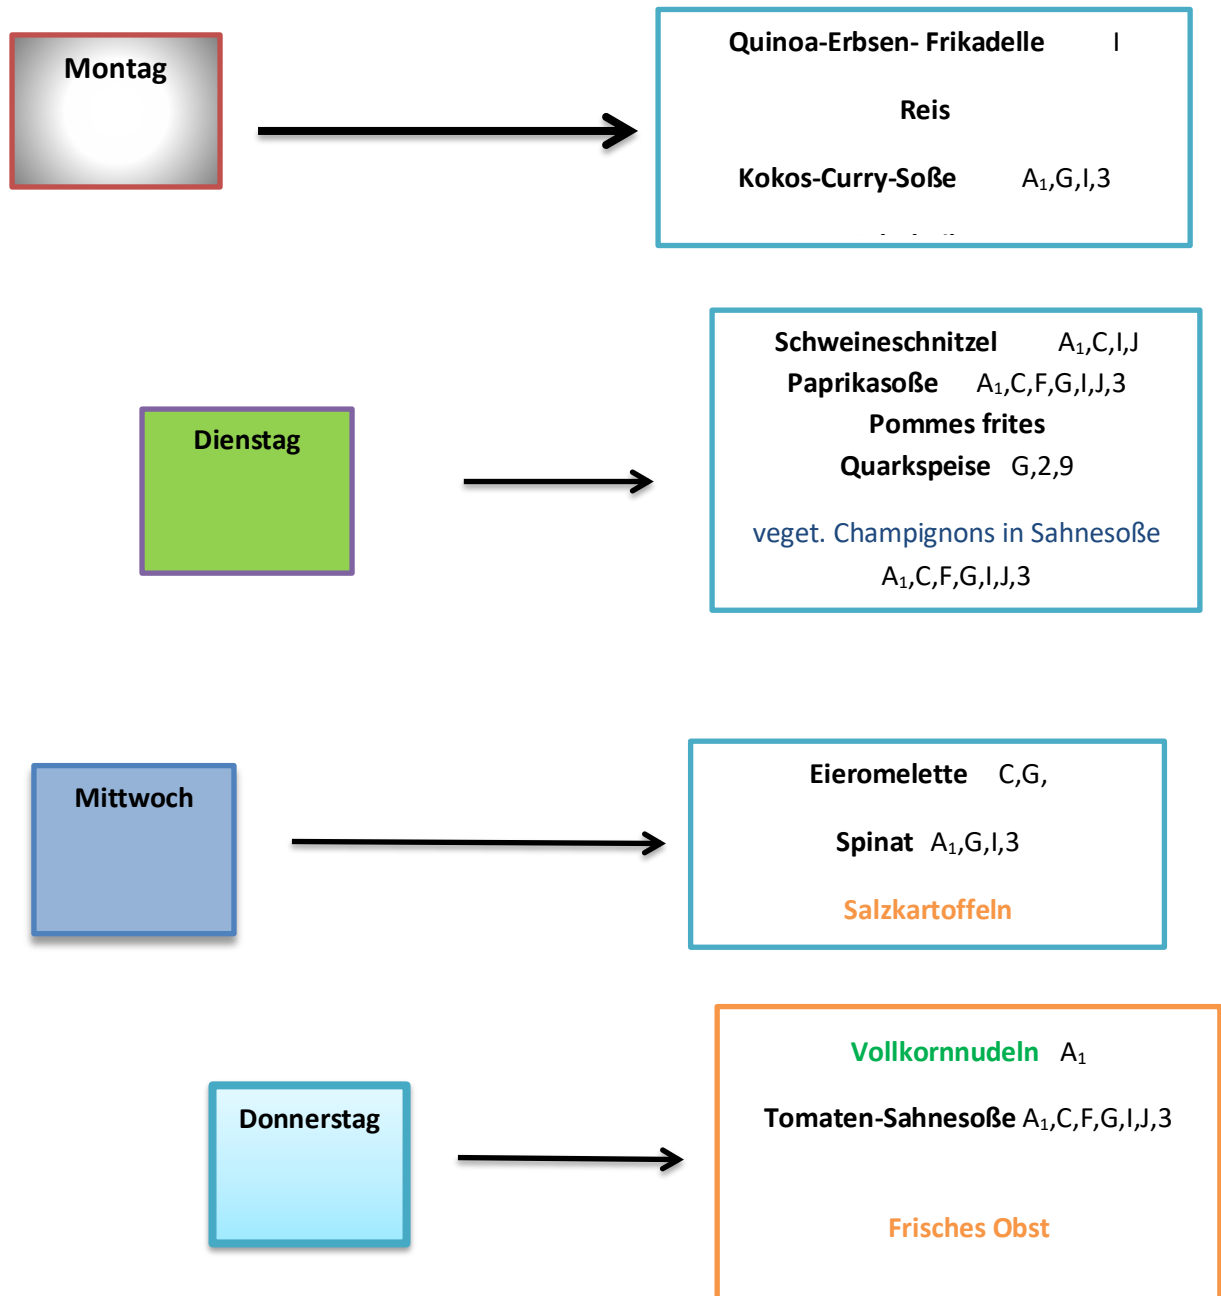 Montag
Quinoa-Erbsen- Frikadelle I
Reis
Kokos-Curry-Soße A₁,G,I,3
Dienstag
Schweineschnitzel A₁,C,I,J
Paprikasoße A₁,C,F,G,I,J,3
Pommes frites
Quarkspeise G,2,9
veget. Champignons in Sahnesoße
A₁,C,F,G,I,J,3
Mittwoch
Eieromelette C,G,
Spinat A₁,G,I,3
Salzkartoffeln
Donnerstag
Vollkornnudeln A₁
Tomaten-Sahnesoße A₁,C,F,G,I,J,3
Frisches Obst